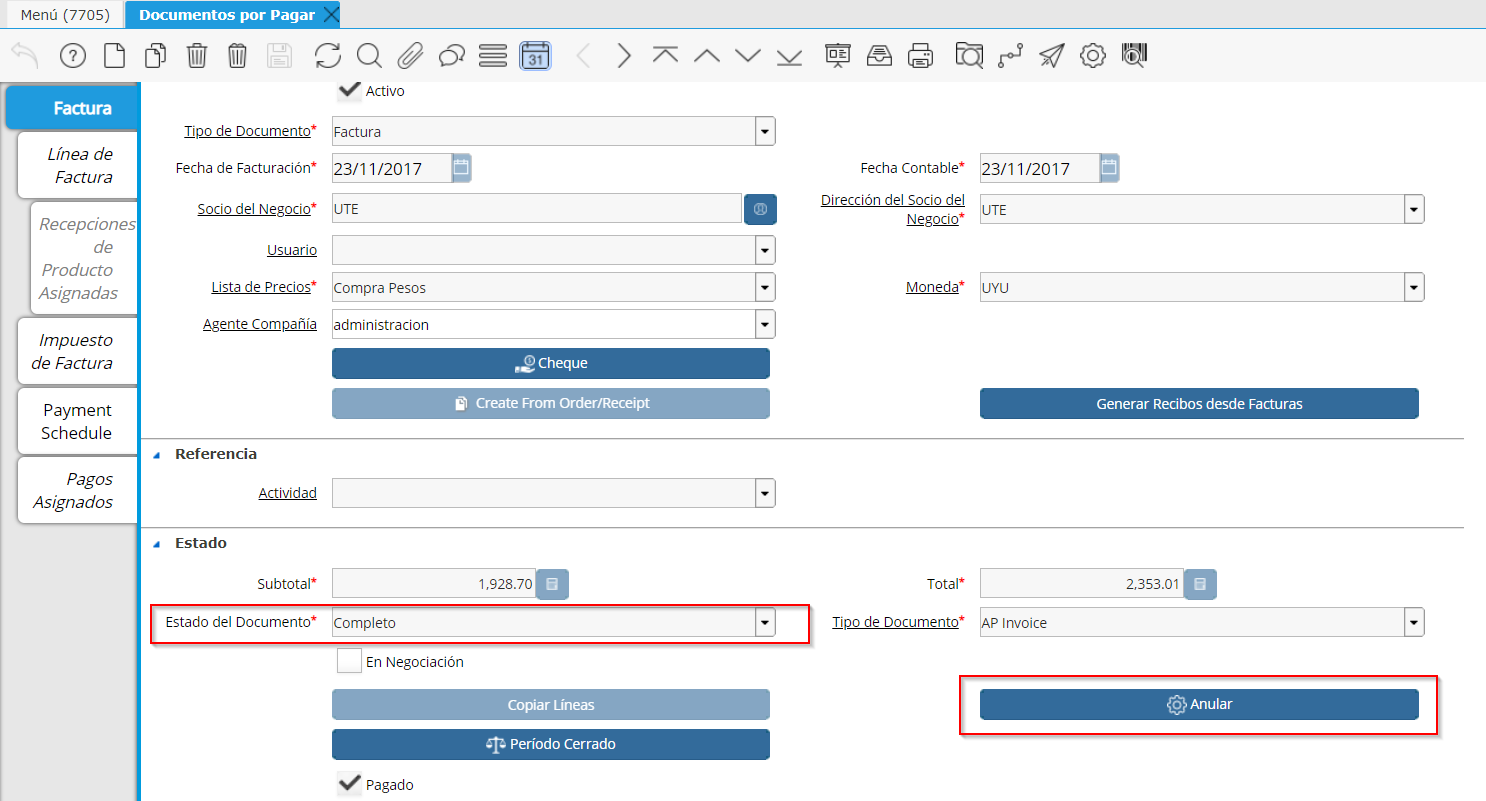 Menú (7705)
Documentos por Pagar
31
Activo
Factura
Línea de
Factura
Recepciones
de
Producto
Asignadas
Impuesto
de Factura
Payment
Schedule
Pagos
Asignados
Tipo de Documento*
Factura
Fecha de Facturación*
23/11/2017
Fecha Contable*
23/11/2017
Socio del Negocio*
UTE
Dirección del Socio del
Negocio*
UTE
Usuario
Lista de Precios*
Compra Pesos
Moneda*
UYU
Agente Compañía
administracion
Cheque
Create From Order/Receipt
Generar Recibos desde Facturas
Referencia
Actividad
Estado
Subtotal*
1,928.70
Total*
2,353.01
Estado del Documento*
Completo
Tipo de Documento*
AP Invoice
En Negociación
Copiar Líneas
Anular
Período Cerrado
Pagado